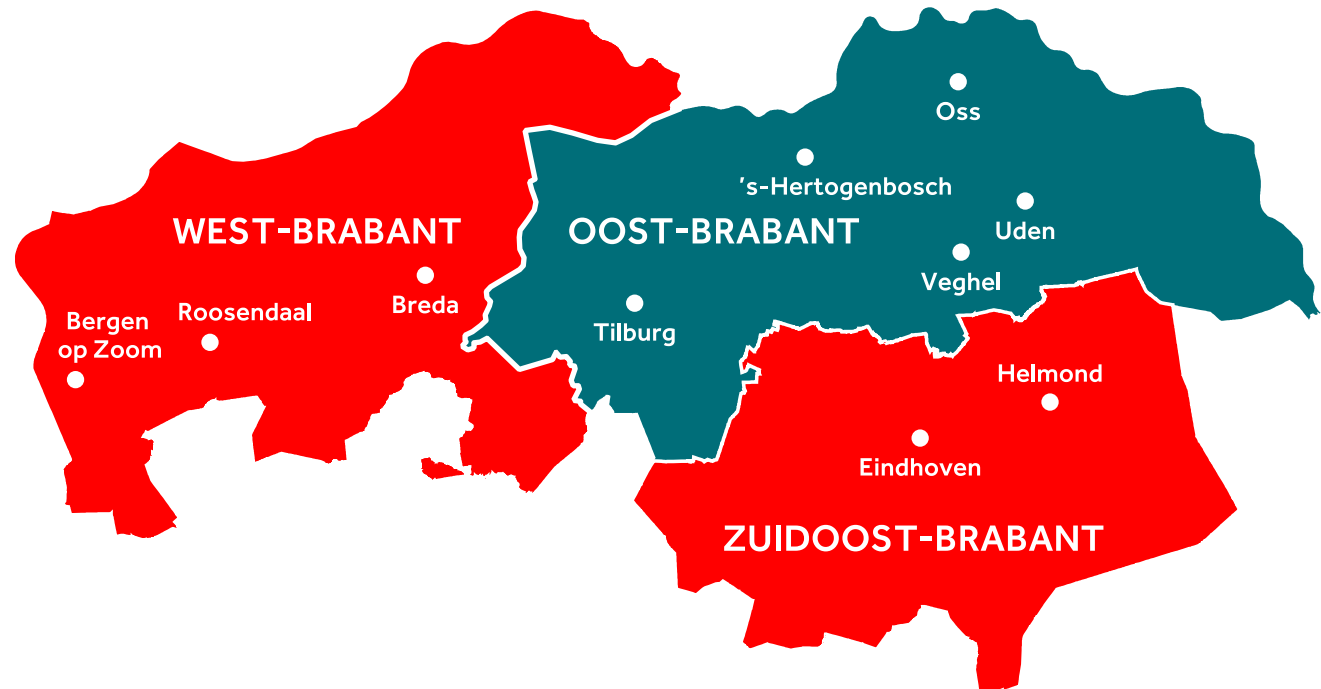 WEST-BRABANT
Bergen
op Zoom
Roosendaal
Breda
OOST-BRABANT
Oss
's-Hertogenbosch
Uden
Veghel
Tilburg
Helmond
Eindhoven
ZUIDOOST-BRABANT